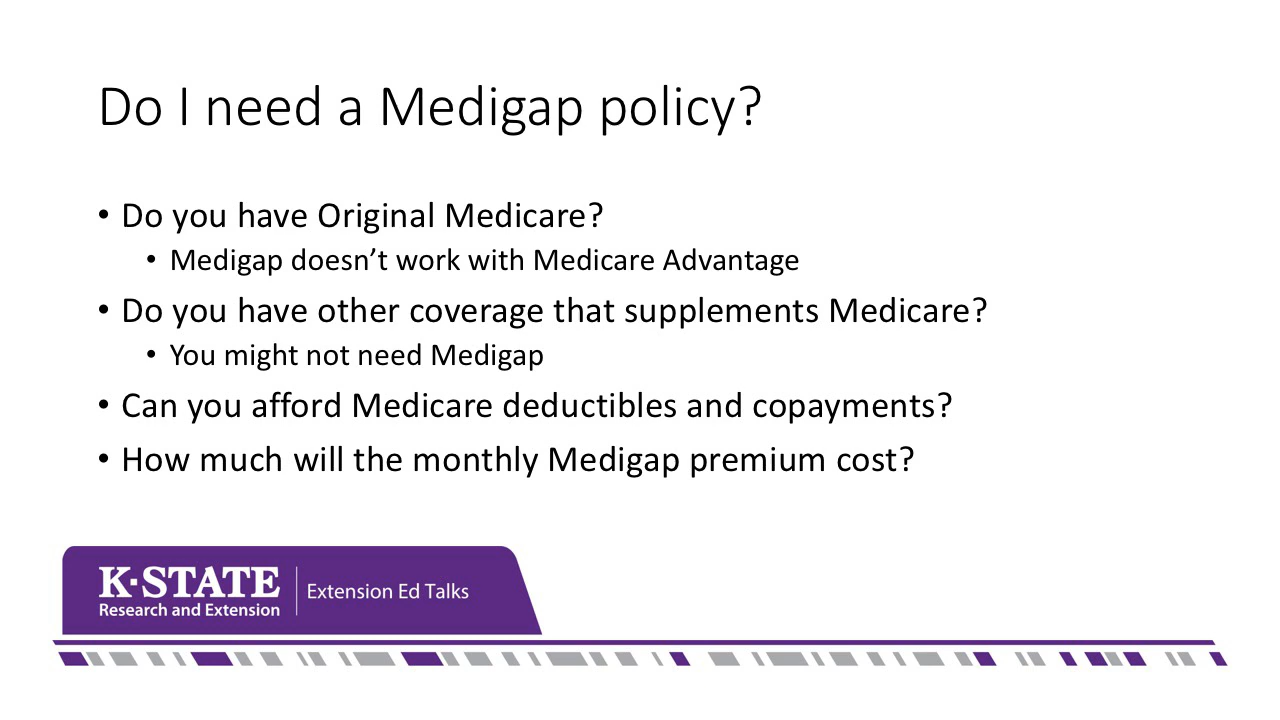 Do I need a Medigap policy?
• Do you have Original Medicare?
• Medigap doesn’t work with Medicare Advantage
• Do you have other coverage that supplements Medicare?
• You might not need Medigap
• Can you afford Medicare deductibles and copayments?
• How much will the monthly Medigap premium cost?
K·STATE
Research and Extension
Extension Ed Talks